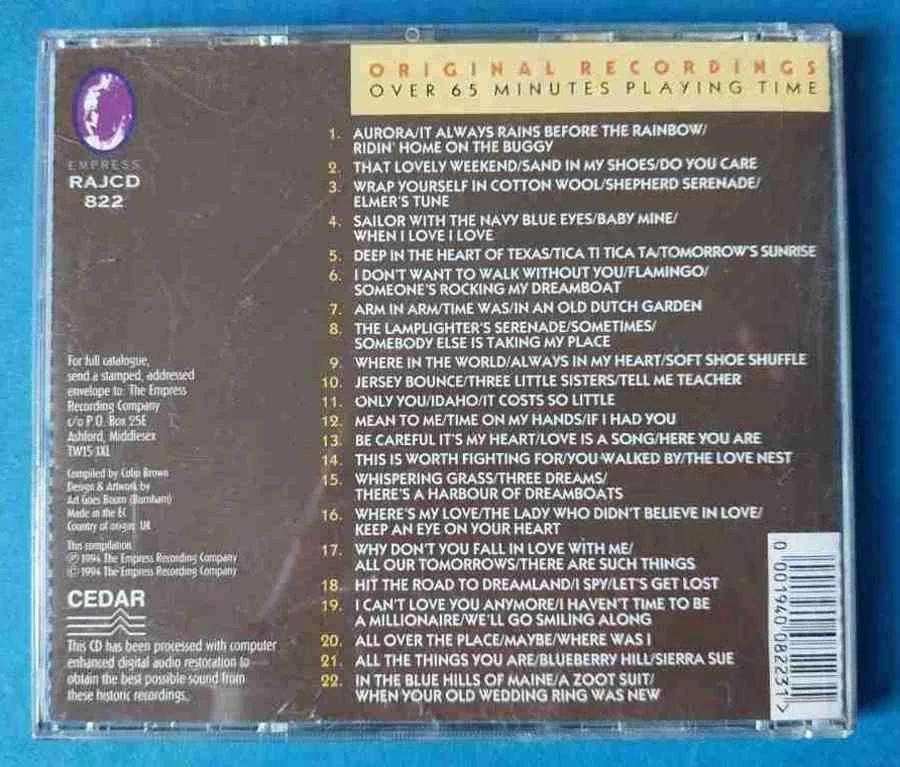 ORIGINAL RECORDINGS
OVER 65 MINUTES PLAYING TIME
EMPRESS
RAJCD
822
1. AURORA/IT ALWAYS RAINS BEFORE THE RAINBOW/
RIDIN' HOME ON THE BUGGY
2. THAT LOVELY WEEKEND/SAND IN MY SHOES/DO YOU CARE
3. WRAP YOURSELF IN COTTON WOOL/SHEPHERD SERENADE/
ELMER'S TUNE
4. SAILOR WITH THE NAVY BLUE EYES/BABY MINE/
WHEN I LOVE I LOVE
5. DEEP IN THE HEART OF TEXAS/TICA TI TICA TA/TOMORROW'S SUNRISE
6. I DON'T WANT TO WALK WITHOUT YOU/FLAMINGO/
SOMEONE'S ROCKING MY DREAMBOAT
7. ARM IN ARM/TIME WAS/IN AN OLD DUTCH GARDEN
8. THE LAMPLIGHTER'S SERENADE/SOMETIMES/
SOMEBODY ELSE IS TAKING MY PLACE
9. WHERE IN THE WORLD/ALWAYS IN MY HEART/SOFT SHOE SHUFFLE
10. JERSEY BOUNCE/THREE LITTLE SISTERS/TELL ME TEACHER
11. ONLY YOU/IDAHO/IT COSTS SO LITTLE
12. MEAN TO ME/TIME ON MY HANDS/IF I HAD YOU
13. BE CAREFUL IT'S MY HEART/LOVE IS A SONG/HERE YOU ARE
14. THIS IS WORTH FIGHTING FOR/YOU WALKED BY/THE LOVE NEST
15. WHISPERING GRASS/THREE DREAMS/
THERE'S A HARBOUR OF DREAMBOATS
16. WHERE'S MY LOVE/THE LADY WHO DIDN'T BELIEVE IN LOVE/
KEEP AN EYE ON YOUR HEART
17. WHY DON'T YOU FALL IN LOVE WITH ME/
ALL OUR TOMORROWS/THERE ARE SUCH THINGS
18. HIT THE ROAD TO DREAMLAND/I SPY/LET'S GET LOST
19. I CAN'T LOVE YOU ANYMORE/I HAVEN'T TIME TO BE
A MILLIONAIRE/WE'LL GO SMILING ALONG
20. ALL OVER THE PLACE/MAYBE/WHERE WAS I
21. ALL THE THINGS YOU ARE/BLUEBERRY HILL/SIERRA SUE
22. IN THE BLUE HILLS OF MAINE/A ZOOT SUIT/
WHEN YOUR OLD WEDDING RING WAS NEW
For full catalogue,
send a stamped, addressed
envelope to: The Empress
Recording Company
c/o P.O. Box 25E
Ashford, Middlesex
TW15 1XL
Compiled by Colin Brown
Design & Artwork by
Art Goes Boom (Burnham)
Made in the EC
Country of origin: UK
This compilation
℗ 1994 The Empress Recording Company
© 1994 The Empress Recording Company
CEDAR
This CD has been processed with computer
enhanced digital audio restoration to
obtain the best possible sound from
these historic recordings.
0 001940 082231>